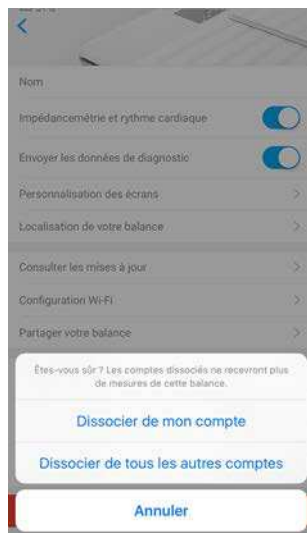 Nom
Impédancemétrie et rythme cardiaque
Envoyer les données de diagnostic
Personnalisation des écrans
Localisation de votre balance
Consulter les mises à jour
Configuration Wi-Fi
Partager votre balance
Êtes-vous sûr ? Les comptes dissociés ne recevront plus
de mesures de cette balance.
Dissocier de mon compte
Dissocier de tous les autres comptes
Annuler